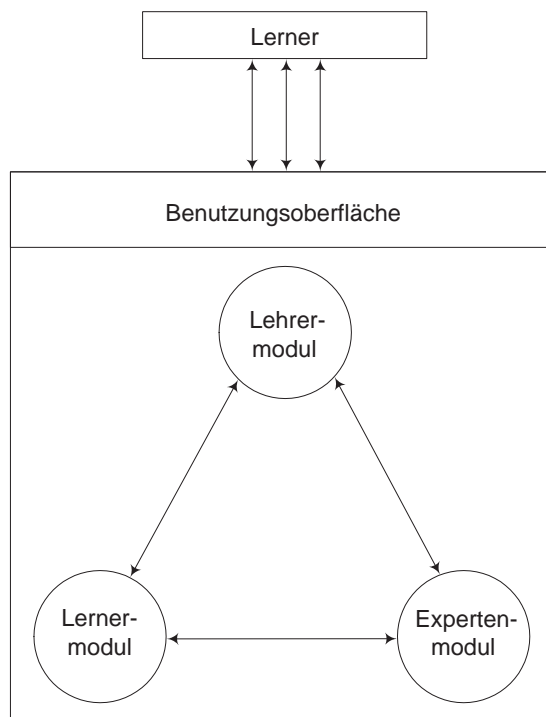 Lerner
Benutzungsoberfläche
Lehrer-
modul
Lerner-
modul
Experten-
modul